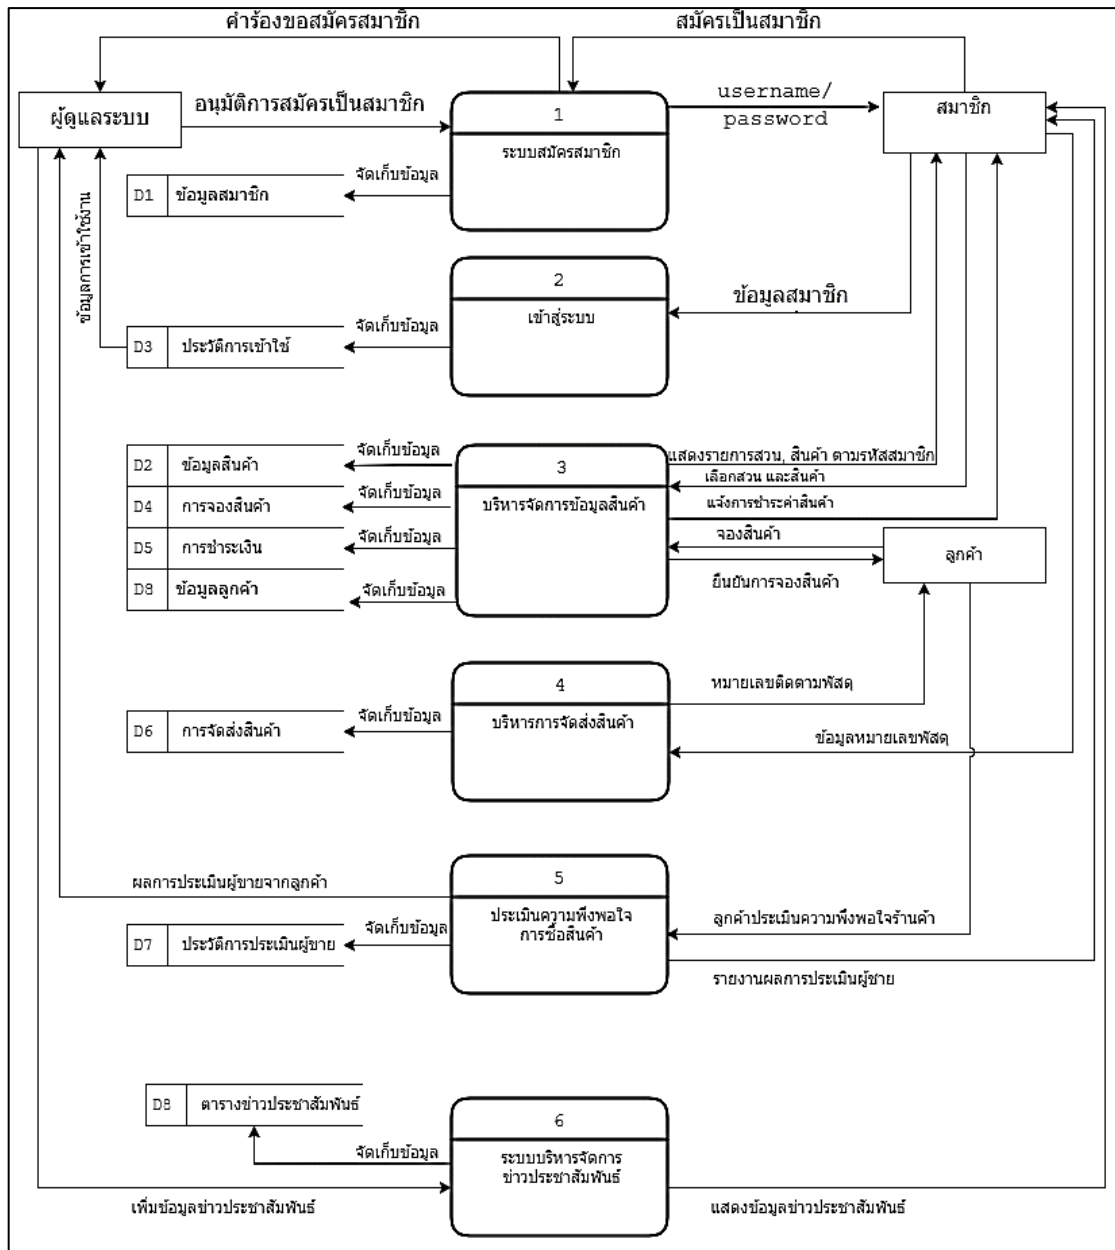 คำร้องขอสมัครสมาชิก
สมัครเป็นสมาชิก
ผู้ดูแลระบบ
อนุมัติการสมัครเป็นสมาชิก
1
ระบบสมัครสมาชิก
username/
password
สมาชิก
จัดเก็บข้อมูล
D1 ข้อมูลสมาชิก
ข้อมูลการเข้าใช้งาน
2
เข้าสู่ระบบ
ข้อมูลสมาชิก
จัดเก็บข้อมูล
D3 ประวัติการเข้าใช้
จัดเก็บข้อมูล
D2 ข้อมูลสินค้า
จัดเก็บข้อมูล
D4 การจองสินค้า
จัดเก็บข้อมูล
D5 การชำระเงิน
จัดเก็บข้อมูล
D8 ข้อมูลลูกค้า
3
บริหารจัดการข้อมูลสินค้า
แสดงรายการสวน, สินค้า ตามรหัสสมาชิก
เลือกสวน และสินค้า
แจ้งการชำระค่าสินค้า
จองสินค้า
ยืนยันการจองสินค้า
ลูกค้า
4
บริหารการจัดส่งสินค้า
จัดเก็บข้อมูล
D6 การจัดส่งสินค้า
หมายเลขติดตามพัสดุ
ข้อมูลหมายเลขพัสดุ
5
ประเมินความพึงพอใจ
การซื้อสินค้า
ผลการประเมินผู้ขายจากลูกค้า
จัดเก็บข้อมูล
D7 ประวัติการประเมินผู้ขาย
ลูกค้าประเมินความพึงพอใจร้านค้า
รายงานผลการประเมินผู้ขาย
D8 ตารางข่าวประชาสัมพันธ์
จัดเก็บข้อมูล
6
ระบบบริหารจัดการ
ข่าวประชาสัมพันธ์
เพิ่มข้อมูลข่าวประชาสัมพันธ์
แสดงข้อมูลข่าวประชาสัมพันธ์